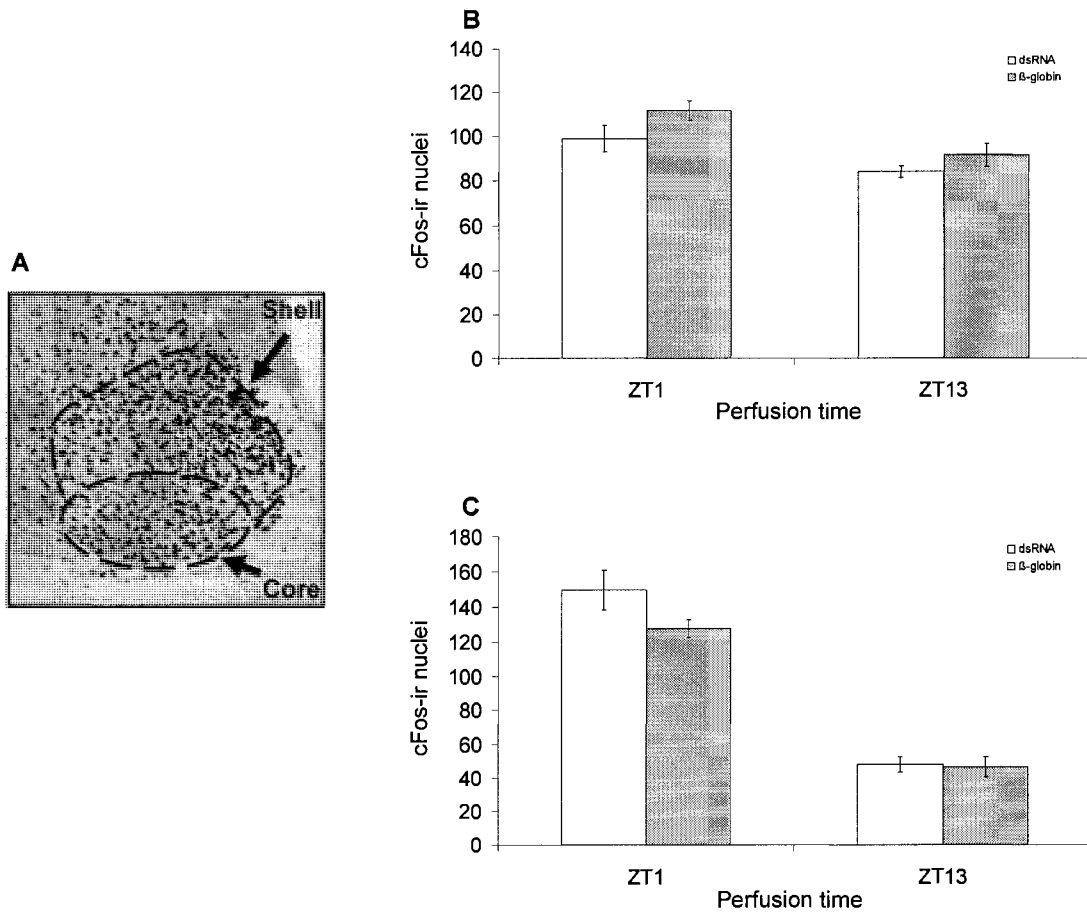 A
Shell
Core
B
cFos-ir nuclei
140
120
100
80
60
40
20
0
dsRNA
ß-globin
ZT1
ZT13
Perfusion time
C
cFos-ir nuclei
180
160
140
120
100
80
60
40
20
0
dsRNA
ß-globin
ZT1
ZT13
Perfusion time